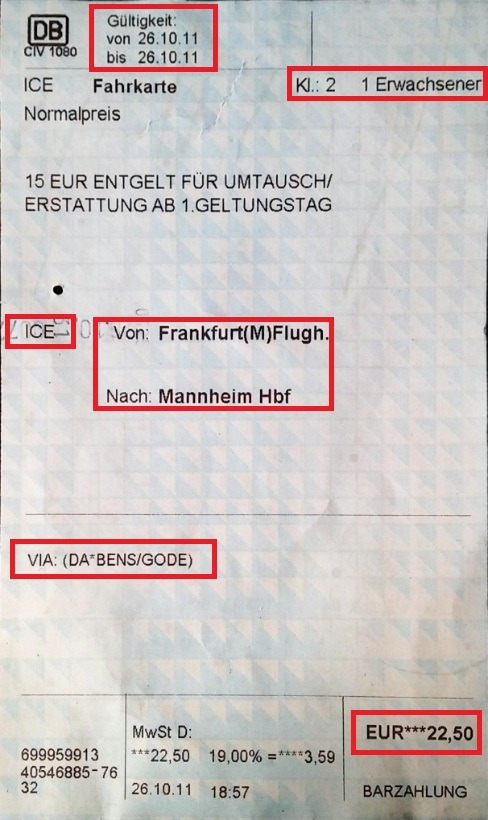 DB
CIV 1080
Gültigkeit:
von 26.10.11
bis 26.10.11
ICE Fahrkarte
Kl.: 2 1 Erwachsener
Normalpreis
15 EUR ENTGELT FÜR UMTAUSCH/
ERSTATTUNG AB 1.GELTUNGSTAG
ICE Von: Frankfurt(M)Flugh.
Nach: Mannheim Hbf
VIA: (DA*BENS/GODE)
MwSt D:
EUR***22,50
***22,50 19,00% =****3,59
699959913
40546885-76
32
26.10.11 18:57
BARZAHLUNG